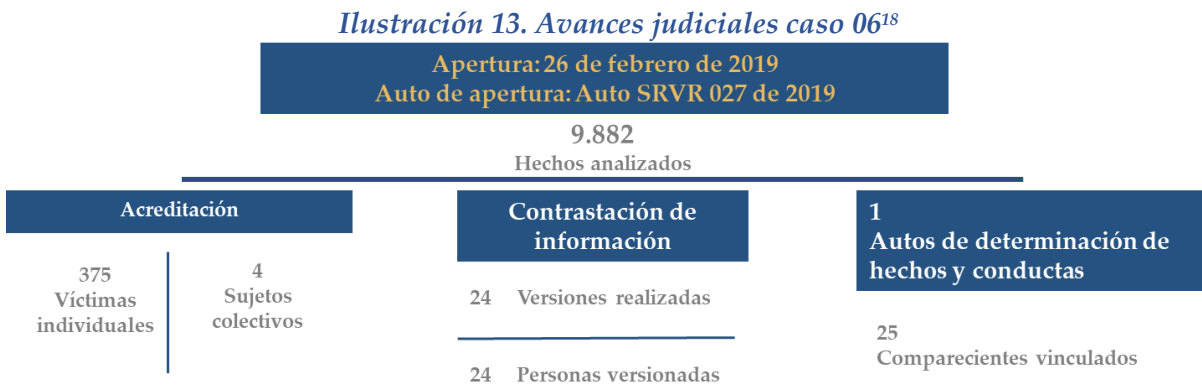 Ilustración 13. Avances judiciales caso 06¹⁸
Apertura: 26 de febrero de 2019
Auto de apertura: Auto SRVR 027 de 2019
9.882
Hechos analizados
Acreditación
375
Víctimas
individuales
4
Sujetos
colectivos
Contrastación de
información
24 Versiones realizadas
24 Personas versionadas
1
Autos de determinación de
hechos y conductas
25
Comparecientes vinculados